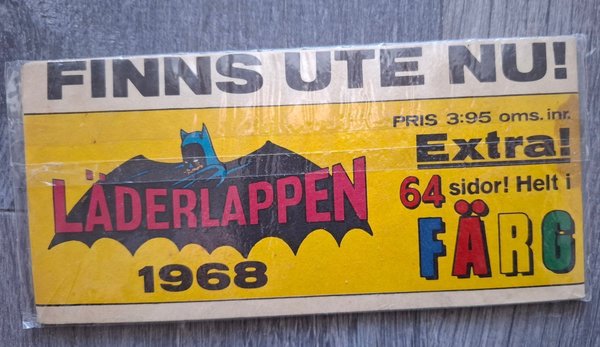 FINNS UTE NU!
LÄDERLAPPEN
1968
PRIS 3:95 oms. inr.
Extra!
64 sidor! Helt i
FÄRG